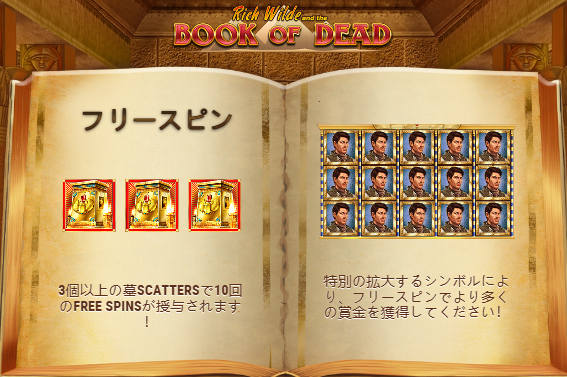 Rich Wilde and the
BOOK OF DEAD
フリースピン
3個以上の墓SCATTERSで10回
のFREE SPINSが授与されます
!
特別の拡大するシンボルによ
り、フリースピンでより多く
の賞金を獲得してください!